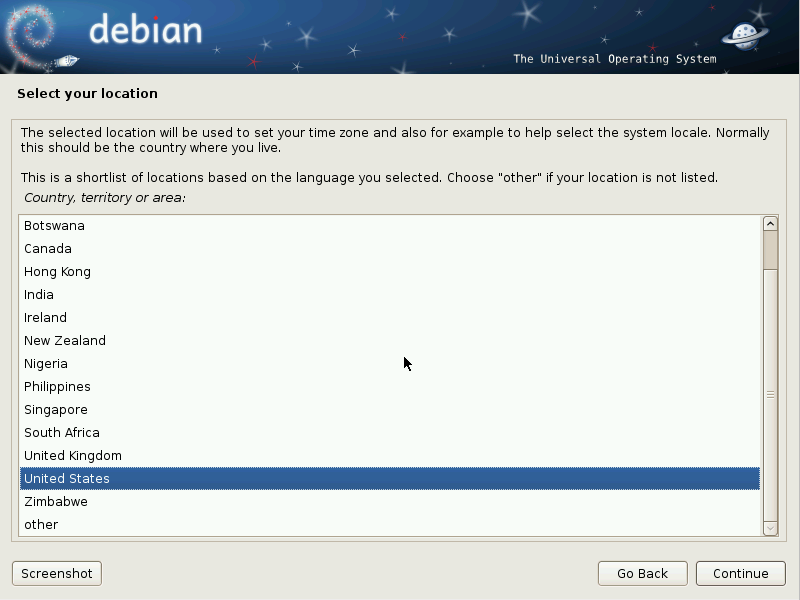 debian
The Universal Operating System
Select your location
The selected location will be used to set your time zone and also for example to help select the system locale. Normally
this should be the country where you live.
This is a shortlist of locations based on the language you selected. Choose "other" if your location is not listed.
Country, territory or area:
Botswana
Canada
Hong Kong
India
Ireland
New Zealand
Nigeria
Philippines
Singapore
South Africa
United Kingdom
United States
Zimbabwe
other
Screenshot
Go Back
Continue